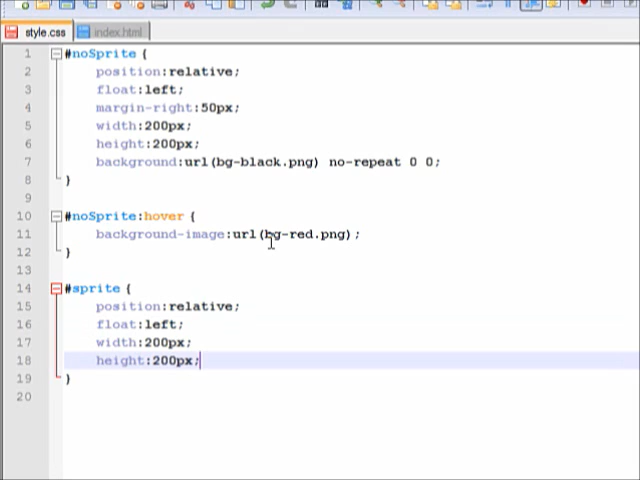 style.css index.html
1 #noSprite {
2 position:relative;
3 float:left;
4 margin-right:50px;
5 width:200px;
6 height:200px;
7 background:url(bg-black.png) no-repeat 0 0;
8 }
9
10 #noSprite:hover {
11 background-image:url(bg-red.png);
12 }
13
14 #sprite {
15 position:relative;
16 float:left;
17 width:200px;
18 height:200px;
19 }
20